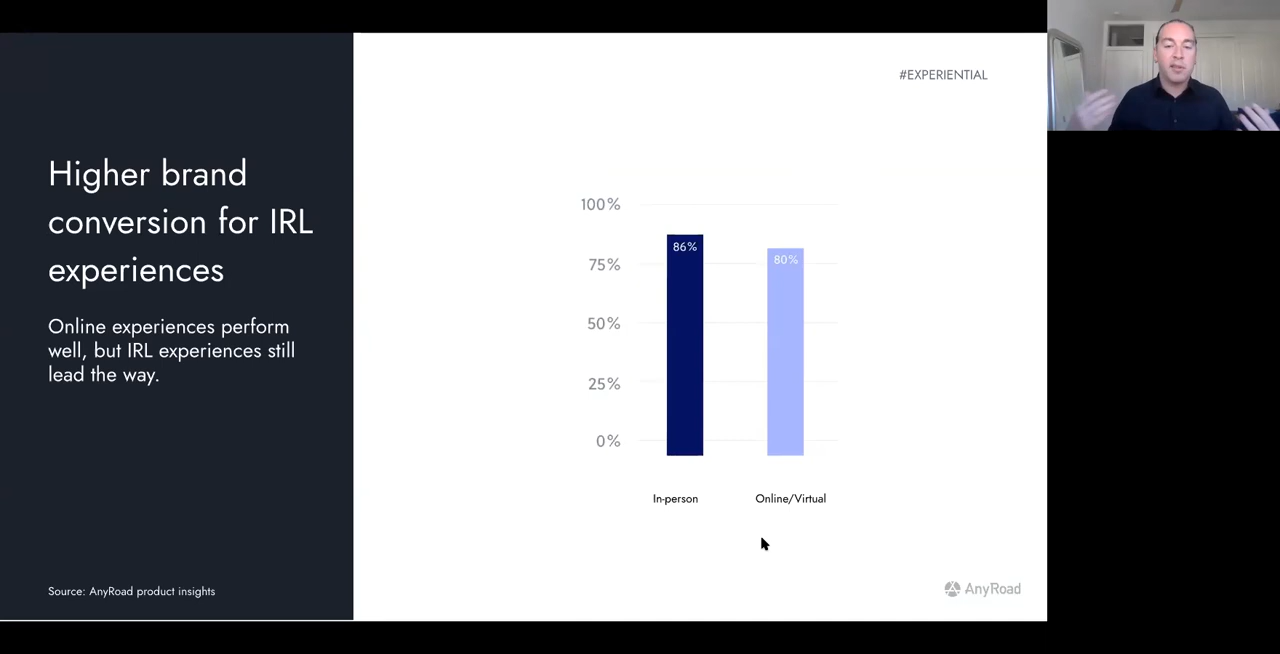 #EXPERIENTIAL
Higher brand
conversion for IRL
experiences
Online experiences perform
well, but IRL experiences still
lead the way.
100%
75%
50%
25%
0%
86%
80%
In-person
Online/Virtual
Source: AnyRoad product insights
AnyRoad